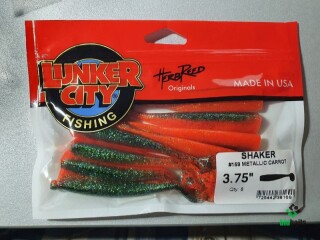 LUNKER
CITY
FISHING
HERB REED
Originals
MADE IN USA
SHAKER
#169 METALLIC CARROT
3.75"